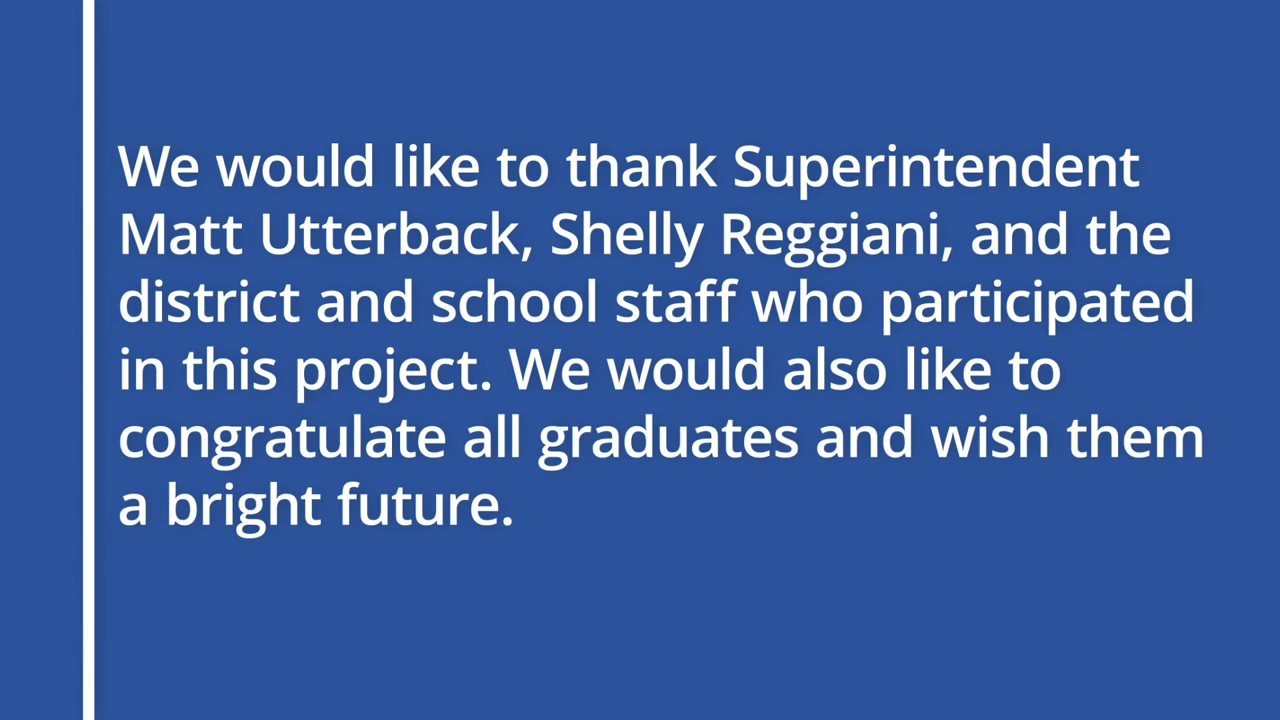 We would like to thank Superintendent
Matt Utterback, Shelly Reggiani, and the
district and school staff who participated
in this project. We would also like to
congratulate all graduates and wish them
a bright future.